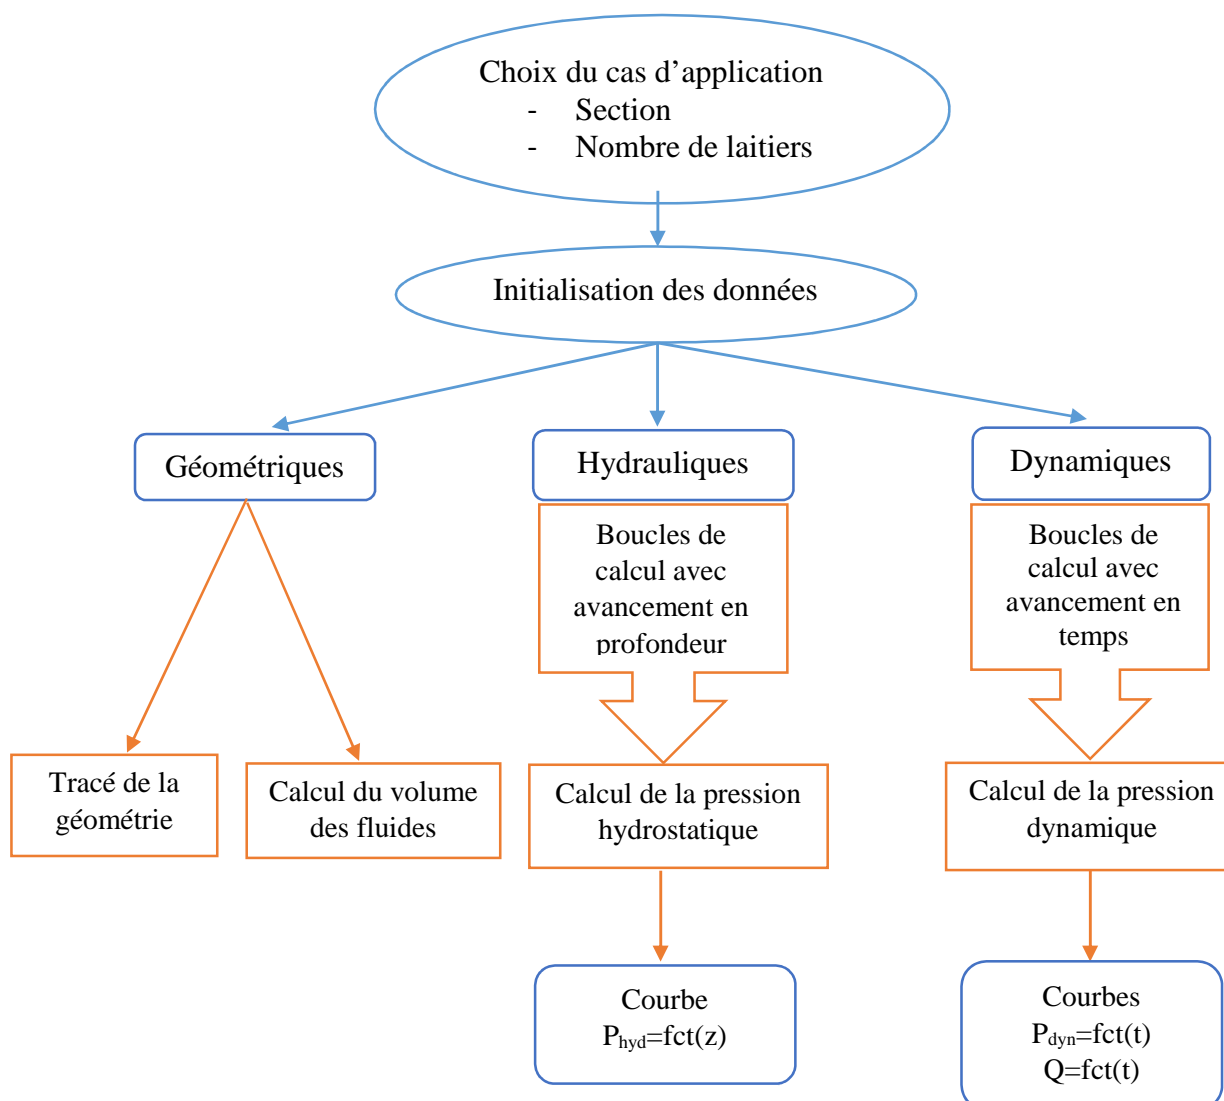 Choix du cas d’application
- Section
- Nombre de laitiers
Initialisation des données
Géométriques
Hydrauliques
Dynamiques
Boucles de
calcul avec
avancement en
profondeur
Boucles de
calcul avec
avancement en
temps
Tracé de la
géométrie
Calcul du volume
des fluides
Calcul de la pression
hydrostatique
Calcul de la pression
dynamique
Courbe
Phyd=fct(z)
Courbes
Pdyn=fct(t)
Q=fct(t)